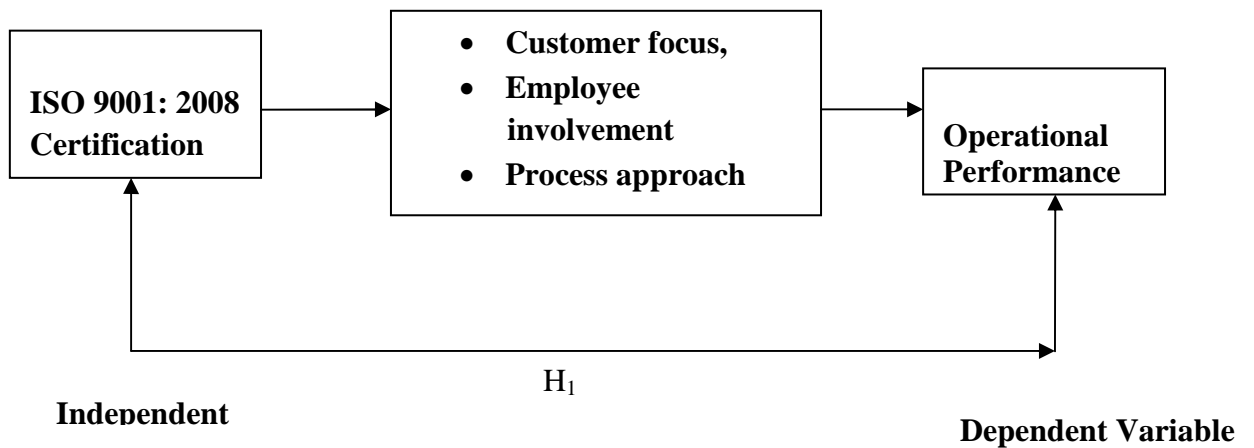 ISO 9001: 2008
Certification
• Customer focus,
• Employee
involvement
• Process approach
Operational
Performance
H₁
Independent
Dependent Variable